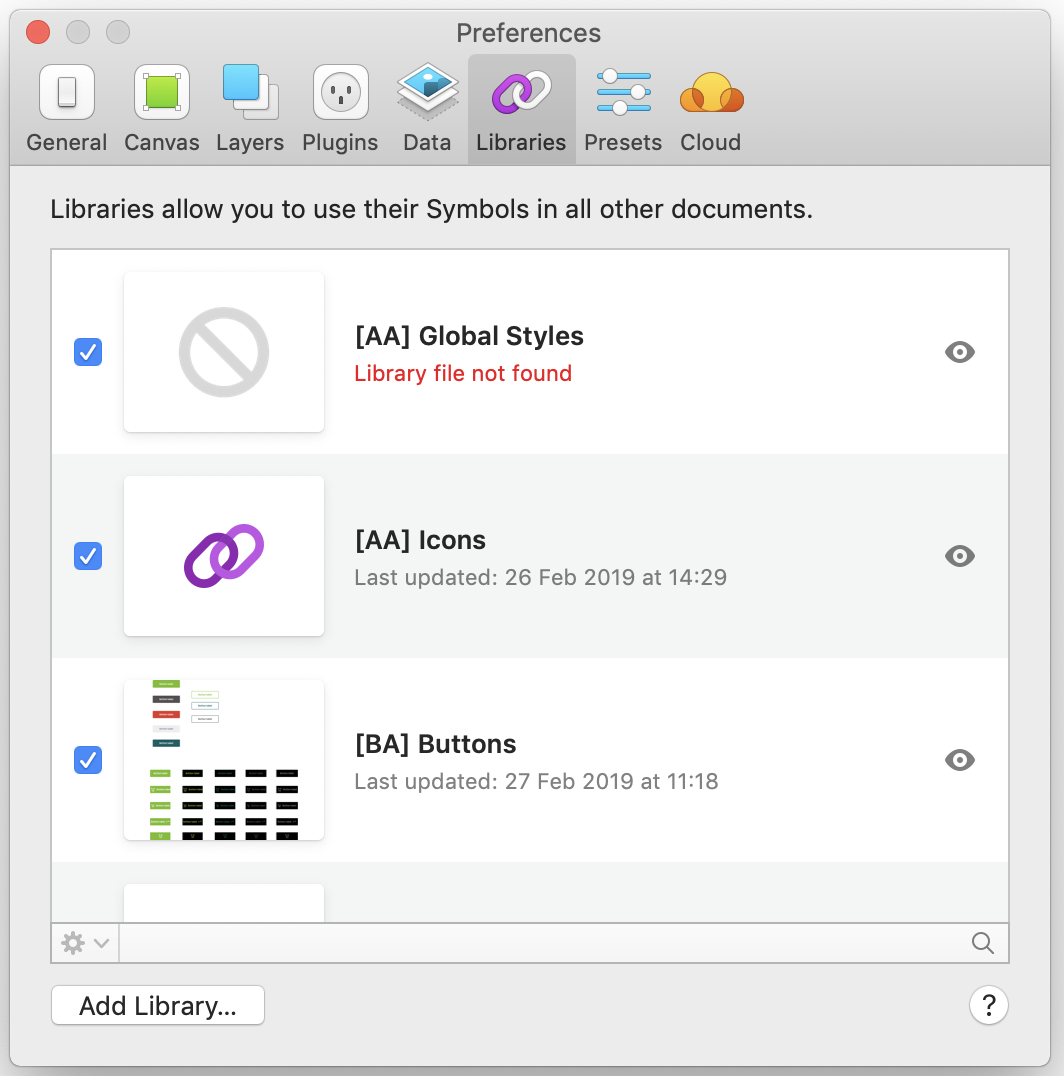 Preferences
General Canvas Layers Plugins Data Libraries Presets Cloud
Libraries allow you to use their Symbols in all other documents.
[AA] Global Styles
Library file not found
[AA] Icons
Last updated: 26 Feb 2019 at 14:29
[BA] Buttons
Last updated: 27 Feb 2019 at 11:18
Add Library...
?